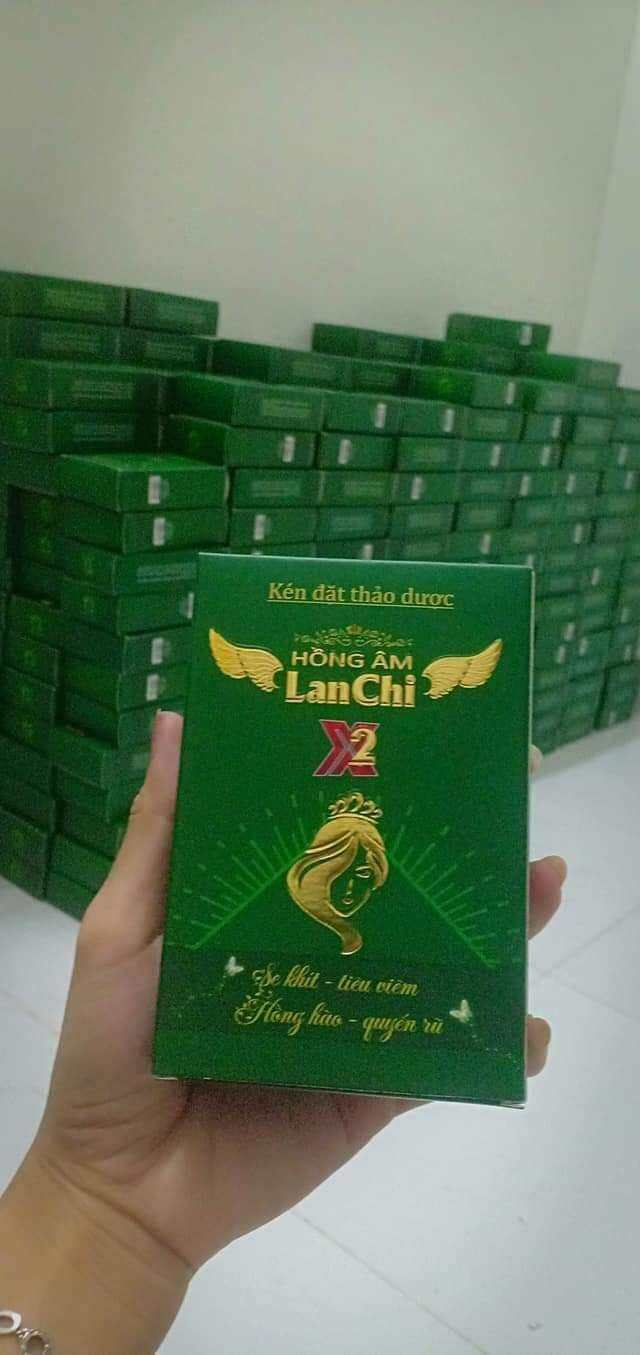 Kén đặt thảo dược
HỒNG ÂM
LanChi
X2
Se khít - tiêu viêm
Hồng hào - quyến rũ